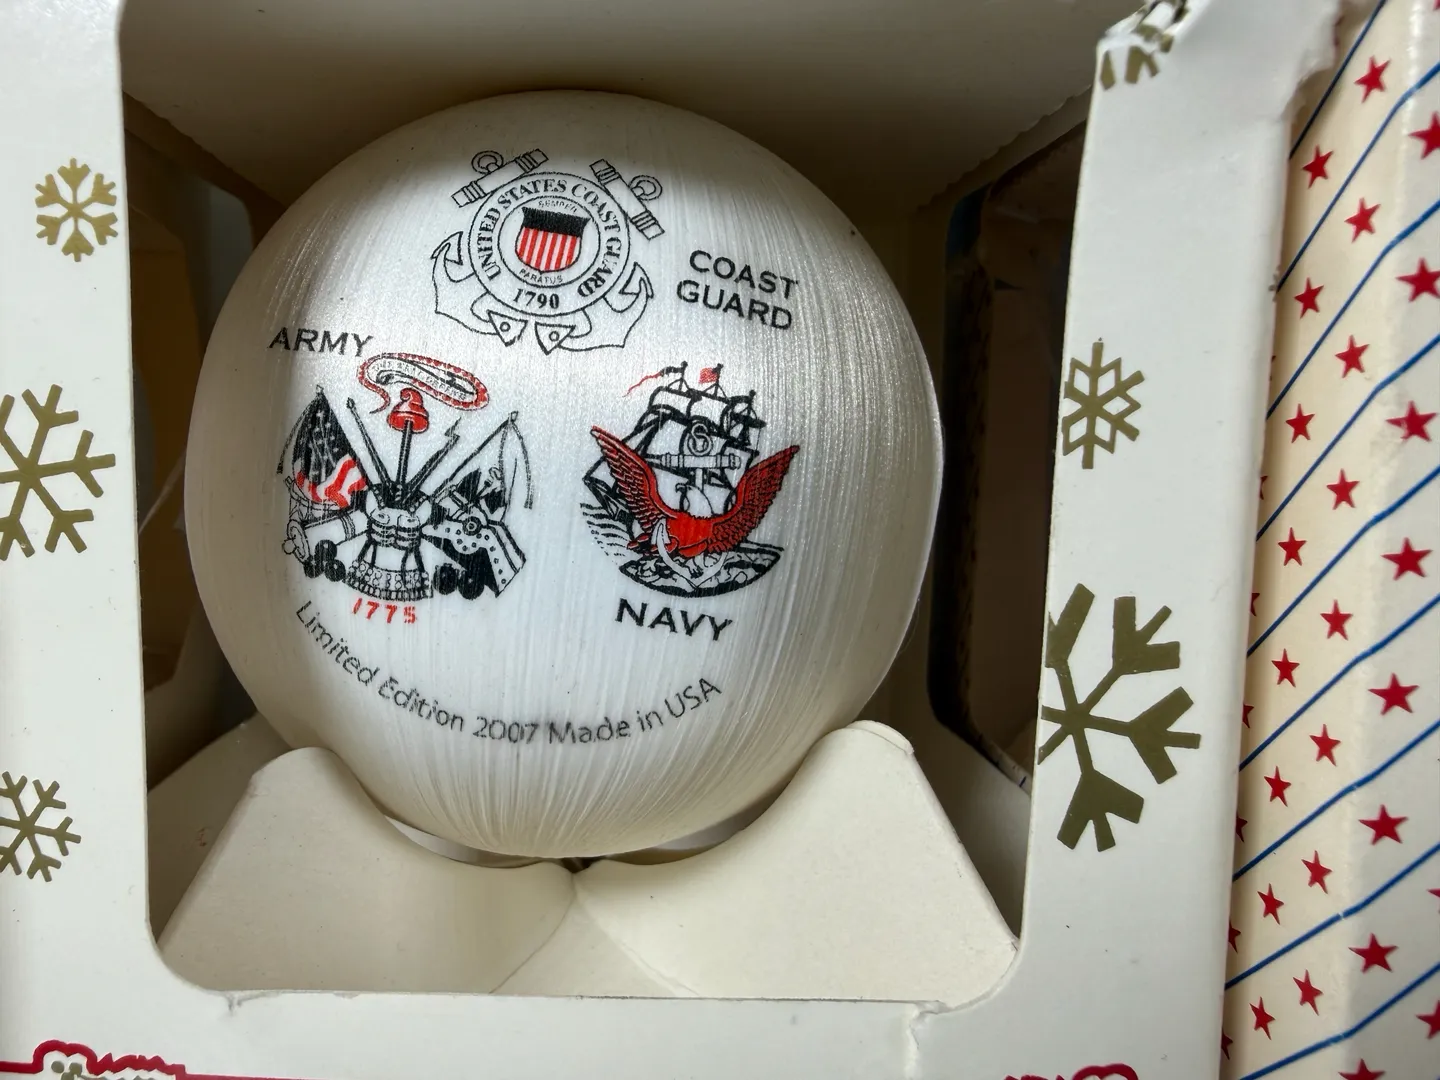 UNITED STATES COAST GUARD
SEMPER
PARATUS
1790
COAST
GUARD
ARMY
1775
NAVY
Limited Edition 2007 Made in USA